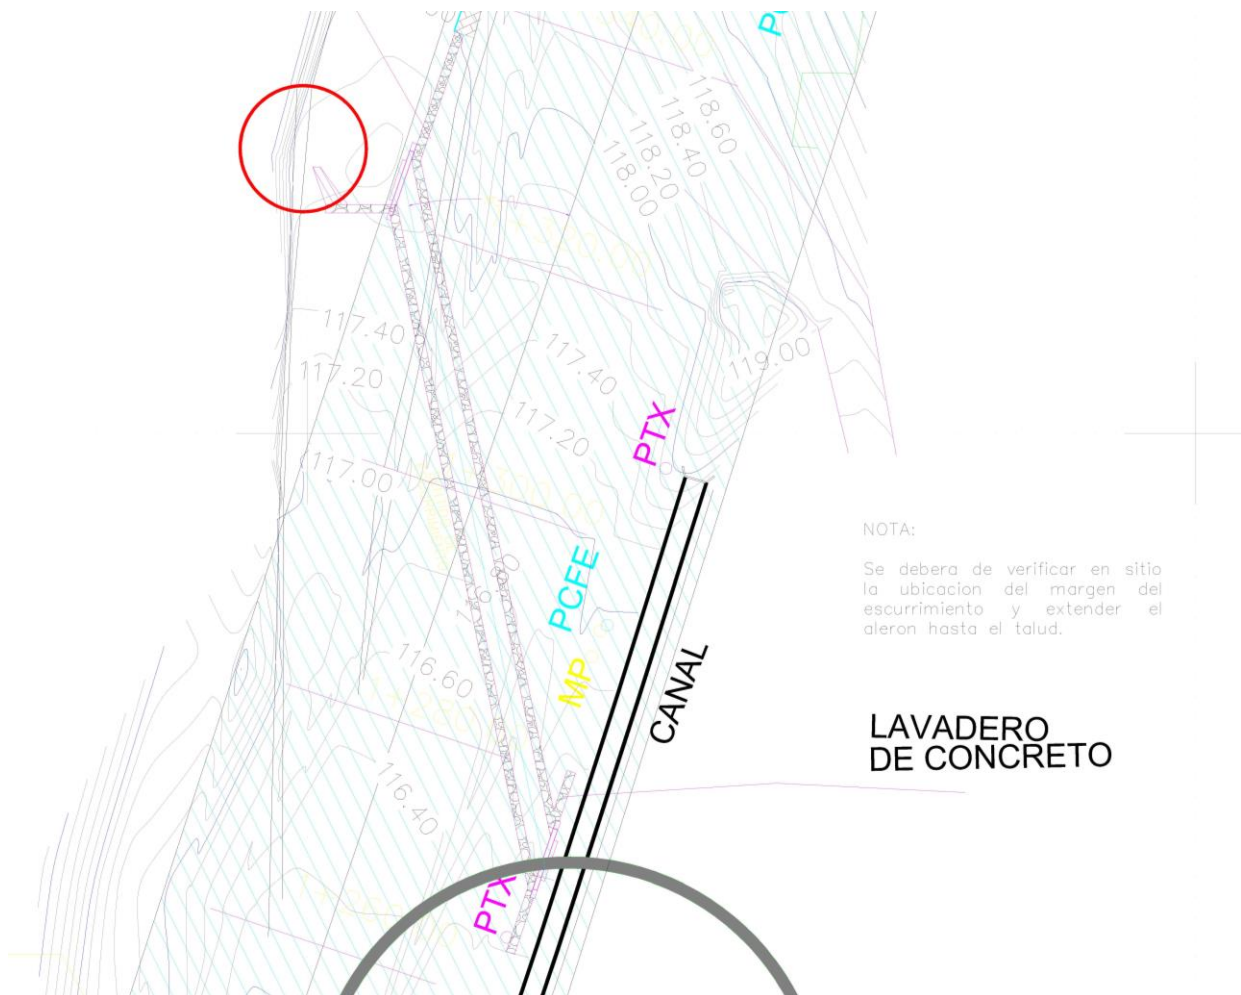 118.60
118.40
118.20
118.00
117.40
117.20
117.40
117.20
119.00
PTX
117.00
PCFE
MP
116.60
116.40
CANAL
PTX
NOTA:
Se debera de verificar en sitio
la ubicacion del margen del
escurrimiento y extender el
aleron hasta el talud.
LAVADERO
DE CONCRETO